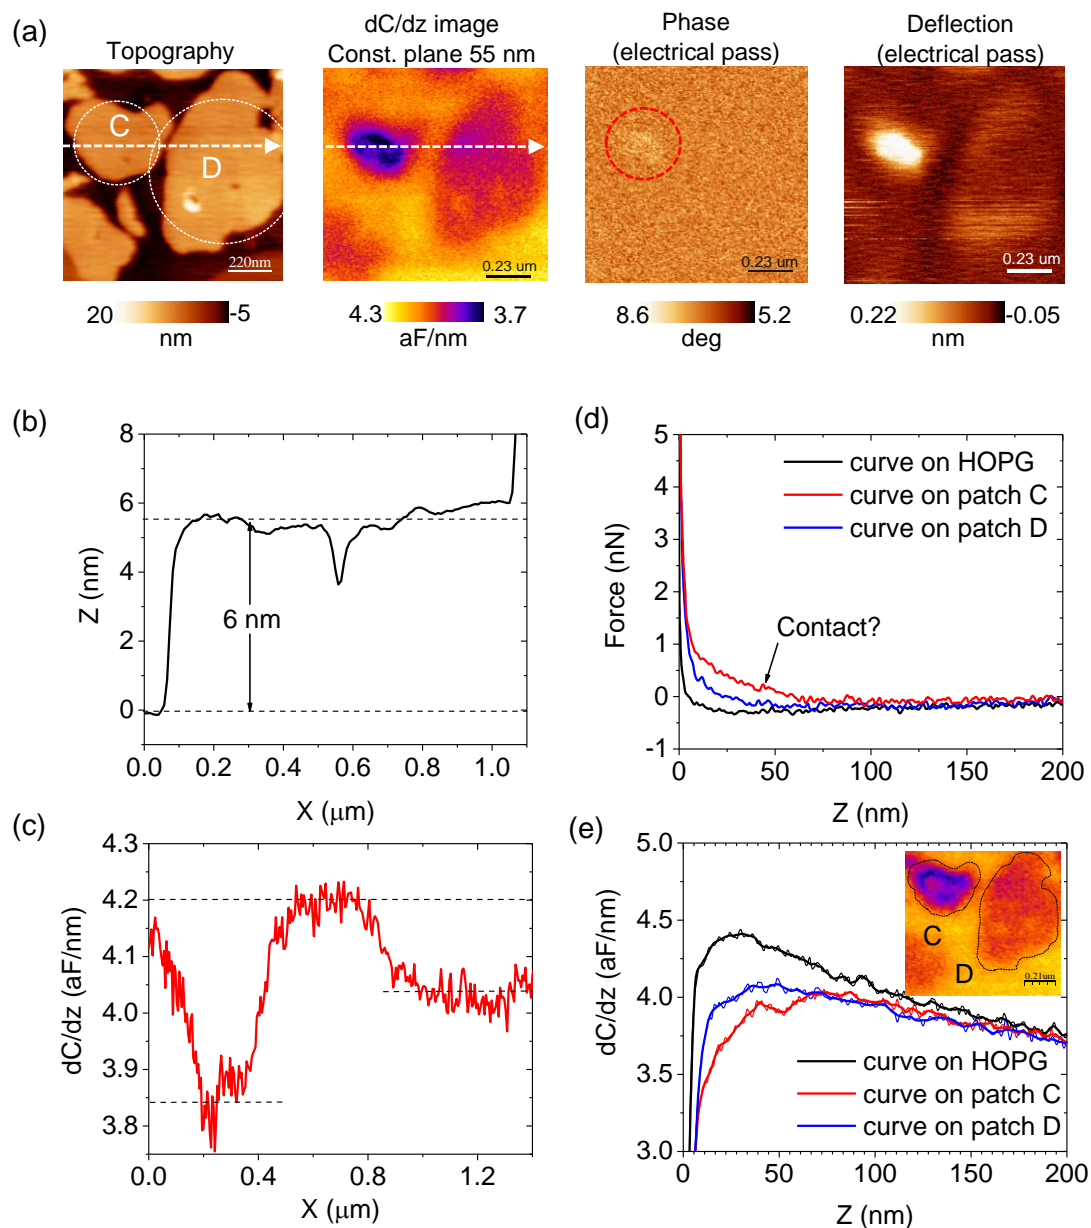 (a)
Topography
dC/dz image
Const. plane 55 nm
Phase
(electrical pass)
Deflection
(electrical pass)
C
D
220nm
0.23 um
0.23 um
0.23 um
20 -5
nm
4.3 3.7
aF/nm
8.6 5.2
deg
0.22 -0.05
nm
(b)
8
6
4
2
0
Z (nm)
6 nm
0.0 0.2 0.4 0.6 0.8 1.0
X (μm)
(d)
5
4
3
2
1
0
-1
Force (nN)
curve on HOPG
curve on patch C
curve on patch D
Contact?
0 50 100 150 200
Z (nm)
(c)
4.3
4.2
4.1
4.0
3.9
3.8
dC/dz (aF/nm)
0.0 0.4 0.8 1.2
X (μm)
(e)
5.0
4.5
4.0
3.5
3.0
dC/dz (aF/nm)
C
D
0.21um
curve on HOPG
curve on patch C
curve on patch D
0 50 100 150 200
Z (nm)